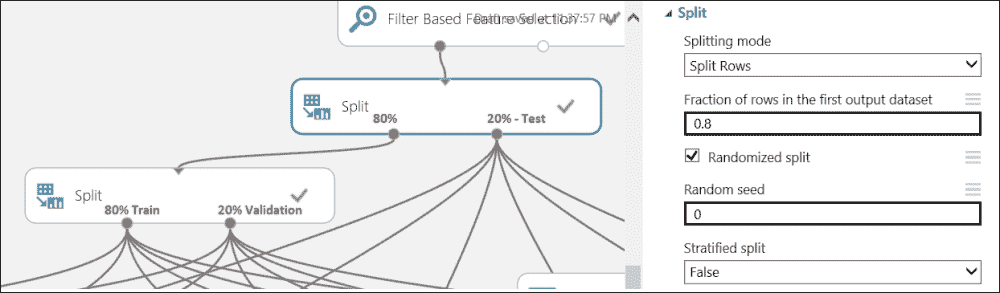 Filter Based Feature Selection
Split
80%
20% - Test
Split
80% Train
20% Validation
Split
Splitting mode
Split Rows
Fraction of rows in the first output dataset
0.8
Randomized split
Random seed
0
Stratified split
False